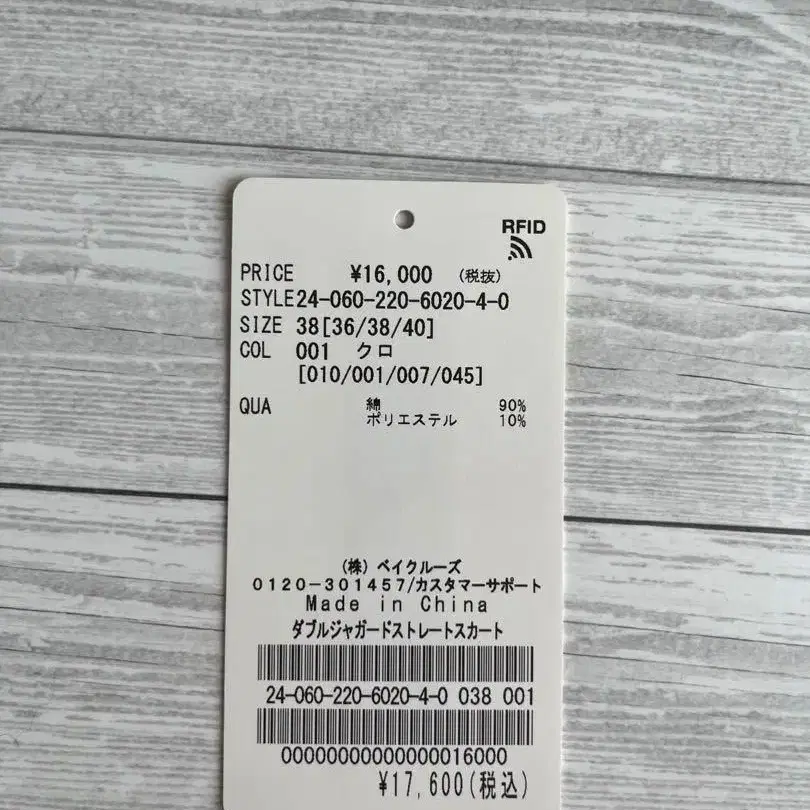 RFID
PRICE ¥16,000 (税抜)
STYLE24-060-220-6020-4-0
SIZE 38[36/38/40]
COL 001 クロ
[010/001/007/045]
QUA 綿 90%
ポリエステル 10%
(株) ベイクルーズ
0120-301457/カスタマーサポート
Made in China
ダブルジャガードストレートスカート
24-060-220-6020-4-0 038 001
00000000000000016000
¥17,600(税込)